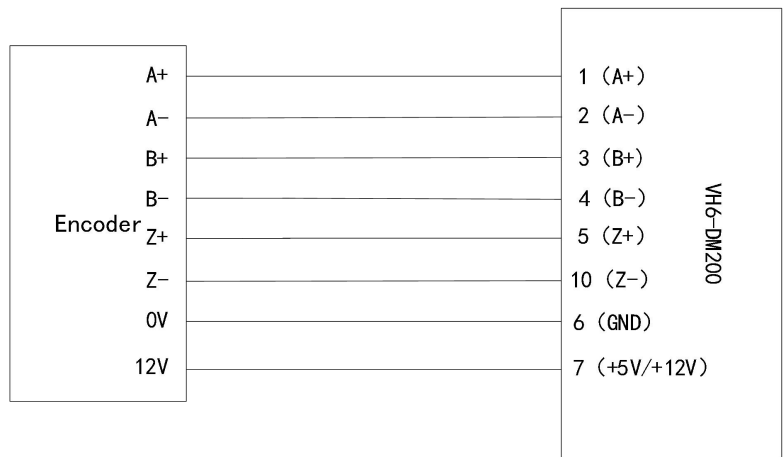 A+ 1 (A+)
A- 2 (A-)
B+ 3 (B+)
B- 4 (B-)
Encoder
Z+ 5 (Z+)
Z- 10 (Z-)
0V 6 (GND)
12V 7 (+5V/+12V)
VH6-DM200